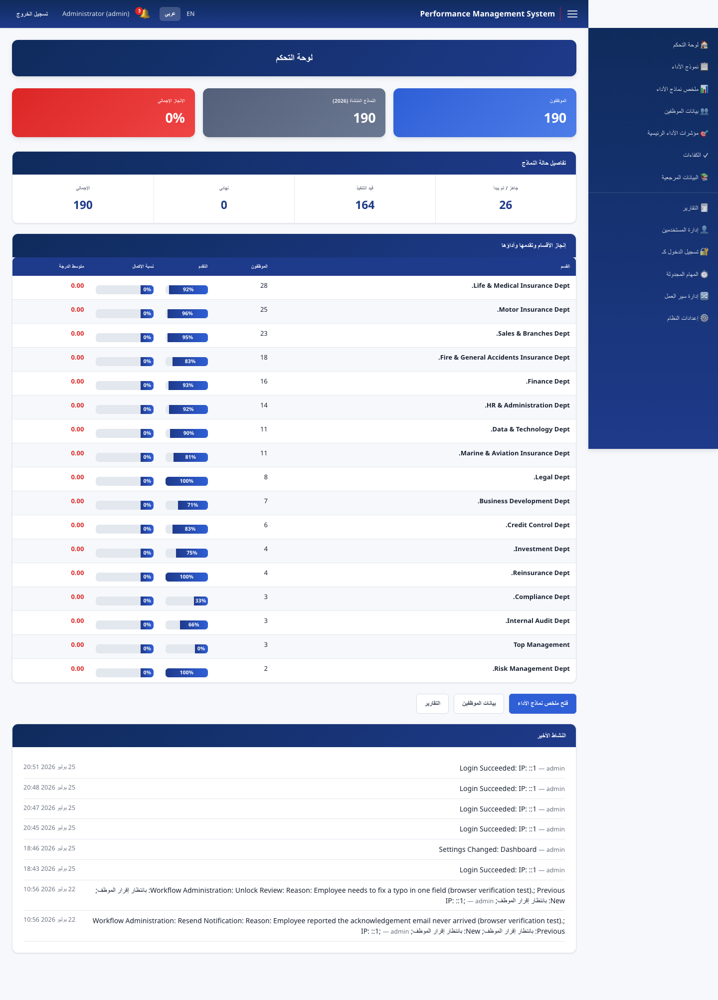 Performance Management System
EN
عربي
3
Administrator (admin)
تسجيل الخروج
لوحة التحكم
نموذج الأداء
ملخص نماذج الأداء
بيانات الموظفين
مؤشرات الأداء الرئيسية
الكفاءات
البيانات المرجعية
التقارير
إدارة المستخدمين
تسجيل الدخول كـ
المهام المجدولة
إدارة سير العمل
إعدادات النظام
لوحة التحكم
الموظفون
190
النماذج المُنشأة (2026)
190
الإنجاز الإجمالي
0%
تفاصيل حالة النماذج
جاهز / لم يبدأ
26
قيد التنفيذ
164
نهائي
0
الإجمالي
190
إنجاز الأقسام وتقدمها وأداؤها
القسم الموظفون التقدم نسبة الإكمال متوسط الدرجة
Life & Medical Insurance Dept. 28 92% 0% 0.00
Motor Insurance Dept. 25 96% 0% 0.00
Sales & Branches Dept. 23 95% 0% 0.00
Fire & General Accidents Insurance Dept. 18 83% 0% 0.00
Finance Dept. 16 93% 0% 0.00
HR & Administration Dept. 14 92% 0% 0.00
Data & Technology Dept. 11 90% 0% 0.00
Marine & Aviation Insurance Dept. 11 81% 0% 0.00
Legal Dept. 8 100% 0% 0.00
Business Development Dept. 7 71% 0% 0.00
Credit Control Dept. 6 83% 0% 0.00
Investment Dept. 4 75% 0% 0.00
Reinsurance Dept. 4 100% 0% 0.00
Compliance Dept. 3 33% 0% 0.00
Internal Audit Dept. 3 66% 0% 0.00
Top Management 3 0% 0% 0.00
Risk Management Dept. 2 100% 0% 0.00
فتح ملخص نماذج الأداء
بيانات الموظفين
التقارير
النشاط الأخير
Login Succeeded: IP: ::1 — admin 25 يوليو 2026 20:51
Login Succeeded: IP: ::1 — admin 25 يوليو 2026 20:48
Login Succeeded: IP: ::1 — admin 25 يوليو 2026 20:47
Login Succeeded: IP: ::1 — admin 25 يوليو 2026 20:45
Settings Changed: Dashboard — admin 25 يوليو 2026 18:46
Login Succeeded: IP: ::1 — admin 25 يوليو 2026 18:43
Workflow Administration: Unlock Review: Reason: Employee needs to fix a typo in one field (browser verification test).; Previous: بانتظار إقرار الموظف; 22 يوليو 2026 10:56
New: بانتظار إقرار الموظف; IP: ::1; — admin
Workflow Administration: Resend Notification: Reason: Employee reported the acknowledgement email never arrived (browser verification test).; 22 يوليو 2026 10:56
Previous: بانتظار إقرار الموظف; New: بانتظار إقرار الموظف; IP: ::1; — admin